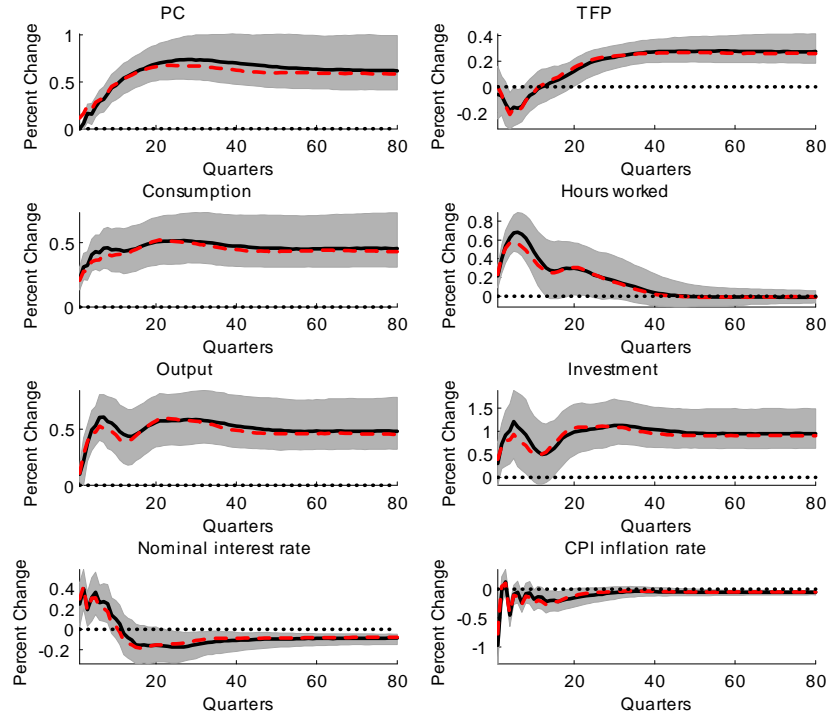 PC
Percent Change
1
0.5
0
20 40 60 80
Quarters
TFP
Percent Change
0.4
0.2
0
-0.2
20 40 60 80
Quarters
Consumption
Percent Change
0.5
0
20 40 60 80
Quarters
Hours worked
Percent Change
0.8
0.6
0.4
0.2
0
20 40 60 80
Quarters
Output
Percent Change
0.5
0
20 40 60 80
Quarters
Investment
Percent Change
1.5
1
0.5
0
20 40 60 80
Quarters
Nominal interest rate
Percent Change
0.4
0.2
0
-0.2
20 40 60 80
Quarters
CPI inflation rate
Percent Change
0
-0.5
-1
20 40 60 80
Quarters